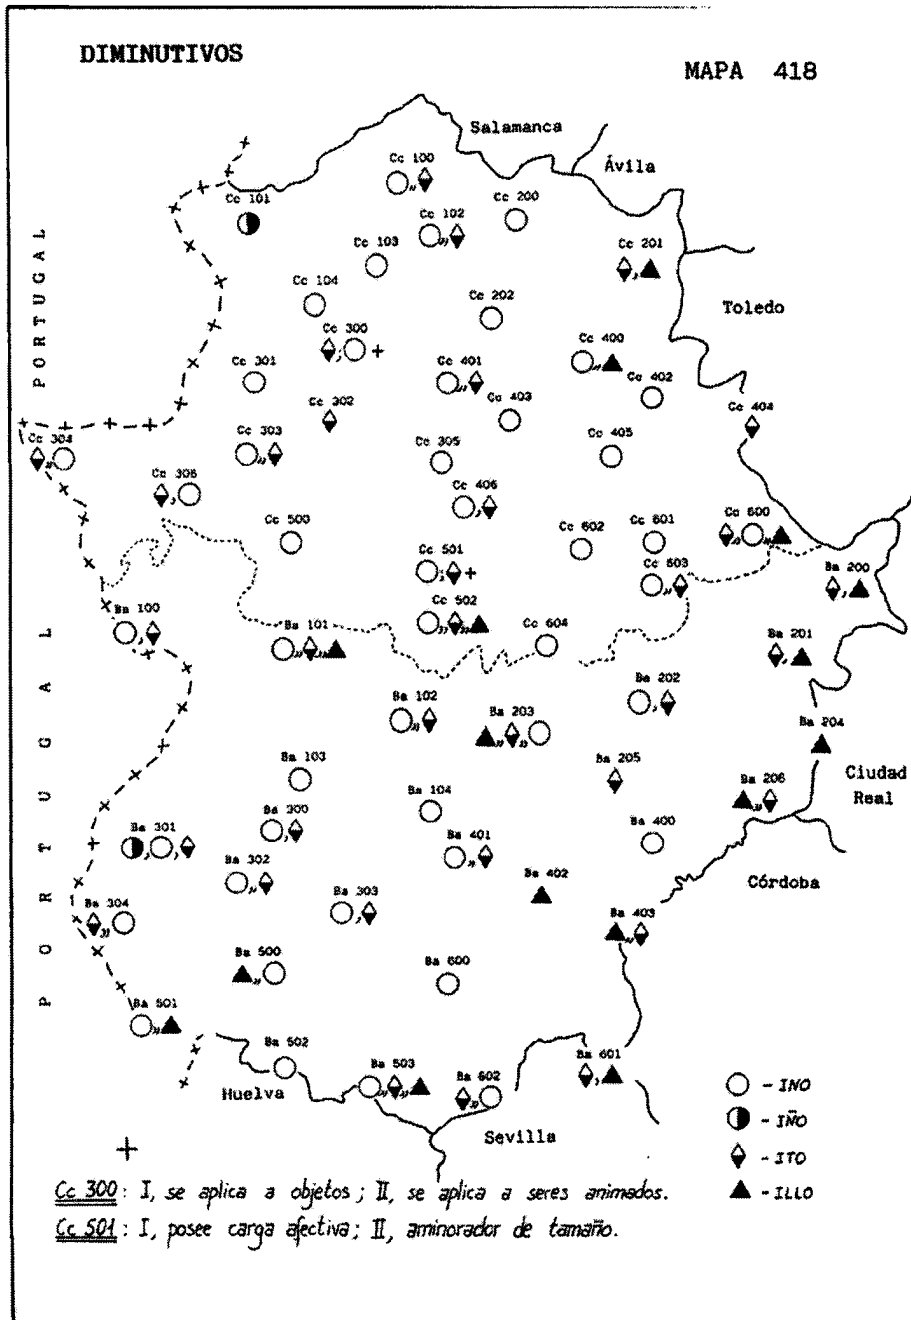 DIMINUTIVOS
MAPA 418
Salamanca
Ávila
Cc 100
Cc 101
Cc 200
Cc 102
Cc 103
Cc 201
PORTUGAL
Cc 104
Cc 202
Toledo
Cc 300
Cc 400
Cc 301
Cc 401
Cc 402
Cc 302
Cc 403
Cc 404
Cc 304
Cc 303
Cc 305
Cc 405
Cc 306
Cc 406
Cc 500
Cc 602
Cc 601
Cc 600
Cc 501
Cc 603
Ba 200
Ba 100
Cc 502
Ba 101
Cc 604
Ba 201
PORTUGAL
Ba 102
Ba 203
Ba 202
Ba 204
Ba 103
Ba 205
Ciudad
Real
Ba 206
Ba 300
Ba 104
Ba 301
Ba 401
Ba 400
Ba 302
Ba 402
Córdoba
Ba 303
Ba 304
Ba 403
Ba 500
Ba 600
Ba 501
Ba 502
Ba 503
Ba 602
Ba 601
Huelva
Sevilla
- INO
- IÑO
- ITO
- ILLO
+
Cc 300: I, se aplica a objetos; II, se aplica a seres animados.
Cc 501: I, posee carga afectiva; II, aminorador de tamaño.